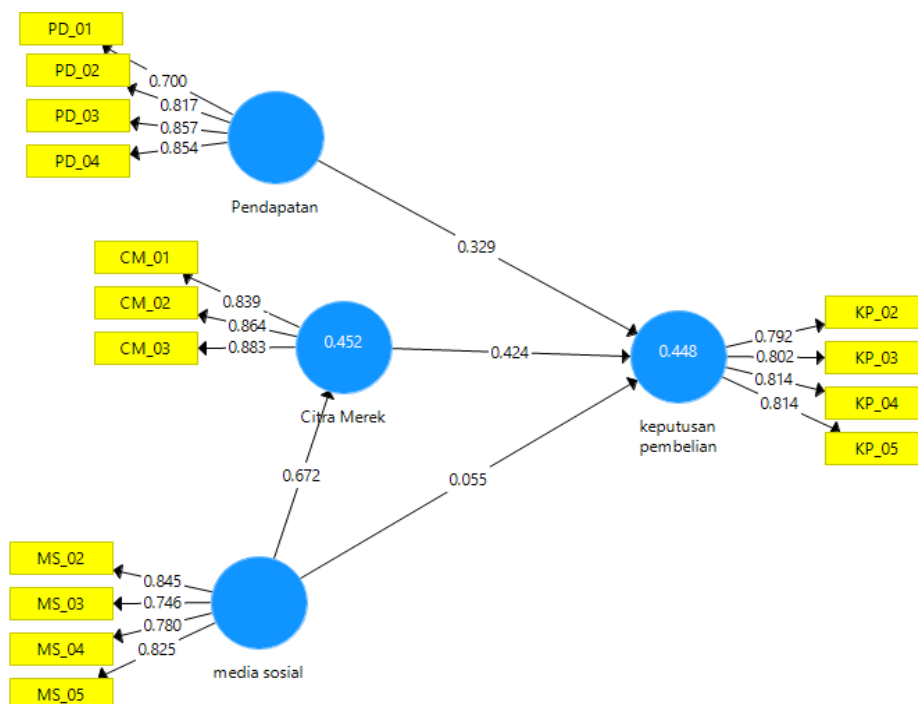 PD_01
PD_02
PD_03
PD_04
0.700
0.817
0.857
0.854
Pendapatan
0.329
CM_01
CM_02
CM_03
0.839
0.864
0.883
0.452
Citra Merek
0.424
0.448
keputusan
pembelian
0.792
0.802
0.814
0.814
KP_02
KP_03
KP_04
KP_05
0.672
0.055
MS_02
MS_03
MS_04
MS_05
0.845
0.746
0.780
0.825
media sosial